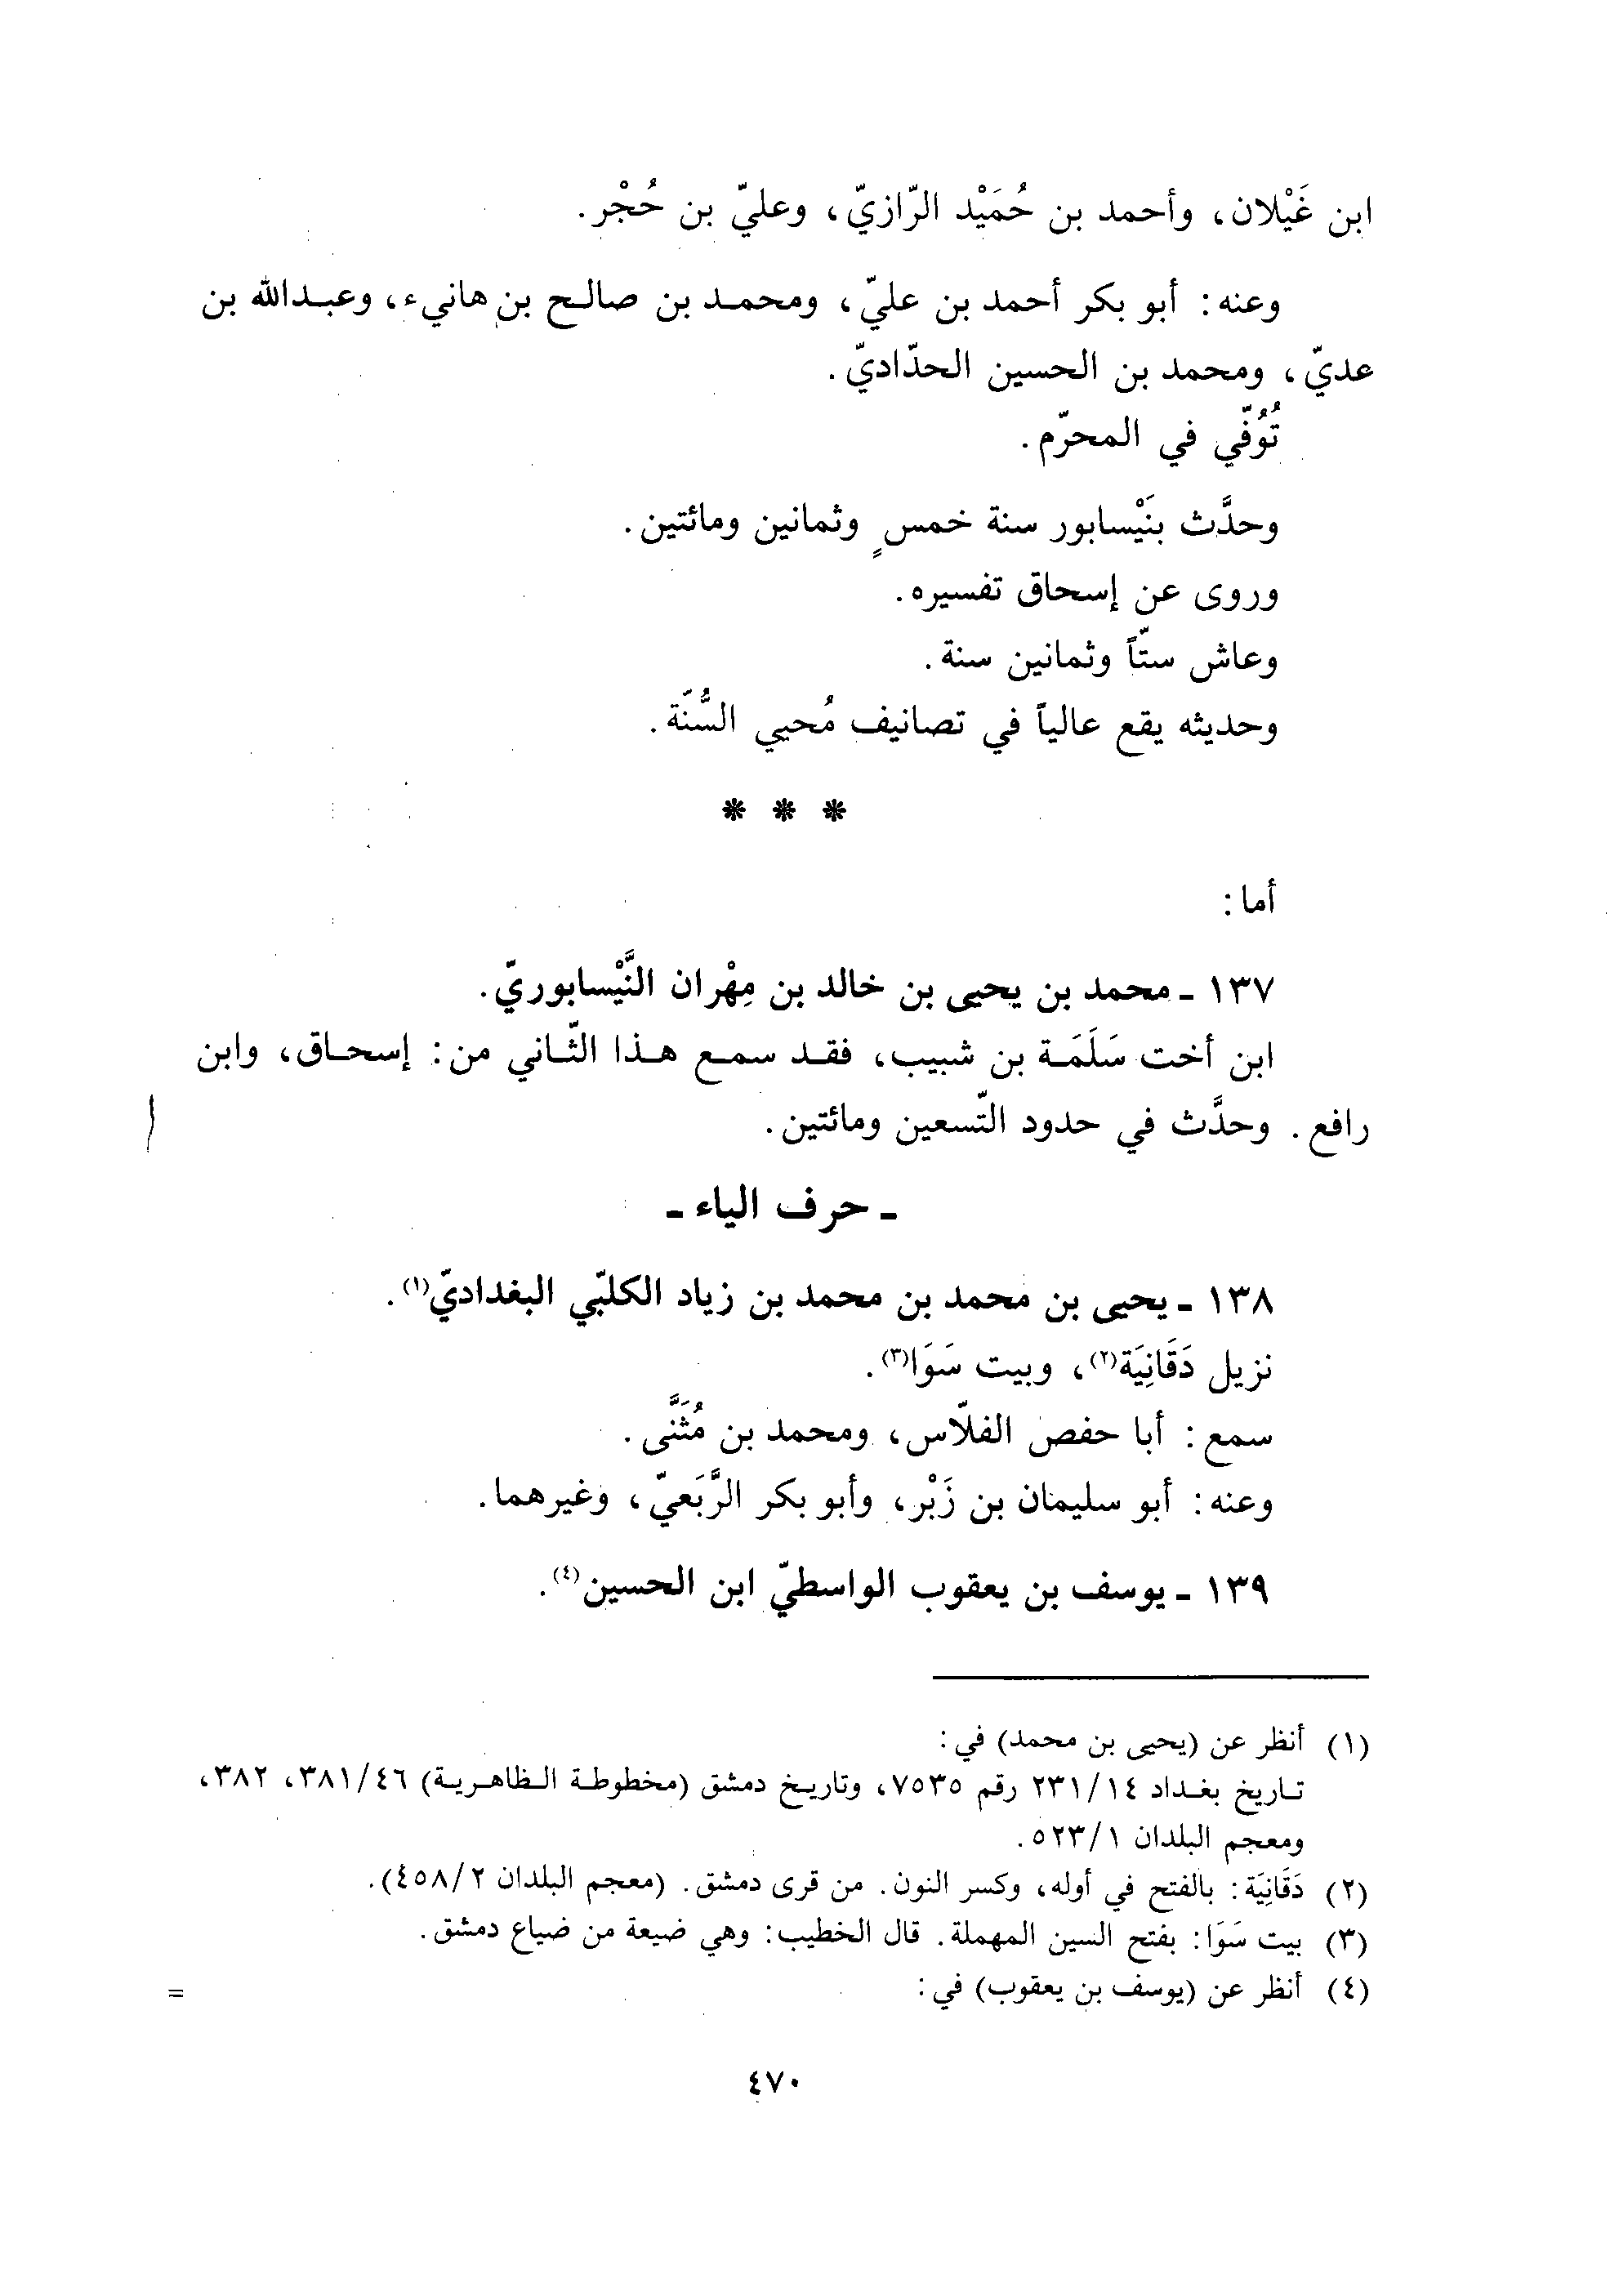 ابن غَيْلان، وأحمد بن حُمَيْد الرّازيّ، وعليّ بن حُجْر.
وعنه: أبو بكر أحمد بن عليّ، ومحمد بن صالح بن هانيء، وعبدالله بن
عديّ، ومحمد بن الحسين الحدّاديّ.
تُوُفّي في المحرّم.
وحدَّث بنَيْسابور سنة خمسٍ وثمانين ومائتين.
وروى عن إسحاق تفسيره.
وعاش ستّاً وثمانين سنة.
وحديثه يقع عالياً في تصانيف مُحيي السُّنّة.
* * *
أما:
١٣٧ - محمد بن يحيى بن خالد بن مِهْران النَّيْسابوريّ.
ابن أخت سَلَمَة بن شبيب، فقد سمع هذا الثّاني من: إسحاق، وابن
رافع. وحدَّث في حدود التّسعين ومائتين.
- حرف الياء -
١٣٨ - يحيى بن محمد بن محمد بن زياد الكلبّي البغداديّ(١).
نزيل دَقَانِيَة(٢)، وبيت سَوَا(٣).
سمع: أبا حفص الفلّاس، ومحمد بن مُثَنَّى.
وعنه: أبو سليمان بن زَبْر، وأبو بكر الرَّبَعيّ، وغيرهما.
١٣٩ - يوسف بن يعقوب الواسطيّ ابن الحسين(٤).
(١) أنظر عن (يحيى بن محمد) في:
تاريخ بغداد ٢٣١/١٤ رقم ٧٥٣٥، وتاريخ دمشق (مخطوطة الظاهرية) ٣٨١/٤٦، ٣٨٢،
ومعجم البلدان ٥٢٣/١.
(٢) دَقَانِيَة: بالفتح في أوله، وكسر النون. من قرى دمشق. (معجم البلدان ٤٥٨/٢).
(٣) بيت سَوَا: بفتح السين المهملة. قال الخطيب: وهي ضيعة من ضياع دمشق.
(٤) أنظر عن (يوسف بن يعقوب) في: =
٤٧٠